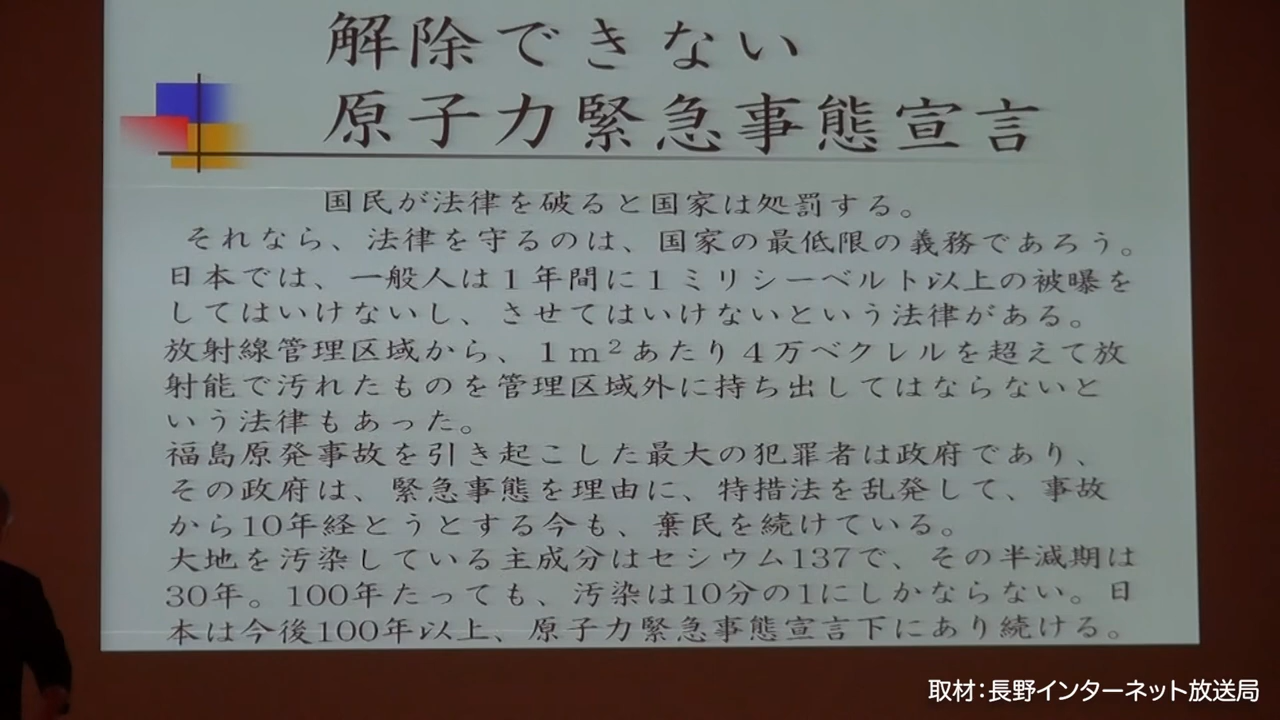 解除できない
原子力緊急事態宣言
国民が法律を破ると国家は処罰する。
それなら、法律を守るのは、国家の最低限の義務であろう。
日本では、一般人は１年間に１ミリシーベルト以上の被曝を
してはいけないし、させてはいけないという法律がある。
放射線管理区域から、１m²あたり４万ベクレルを超えて放
射能で汚れたものを管理区域外に持ち出してはならないと
いう法律もあった。
福島原発事故を引き起こした最大の犯罪者は政府であり、
その政府は、緊急事態を理由に、特措法を乱発して、事故
から10年経とうとする今も、棄民を続けている。
大地を汚染している主成分はセシウム137で、その半減期は
30年。100年たっても、汚染は10分の1にしかならない。日
本は今後100年以上、原子力緊急事態宣言下にあり続ける。
取材：長野インターネット放送局